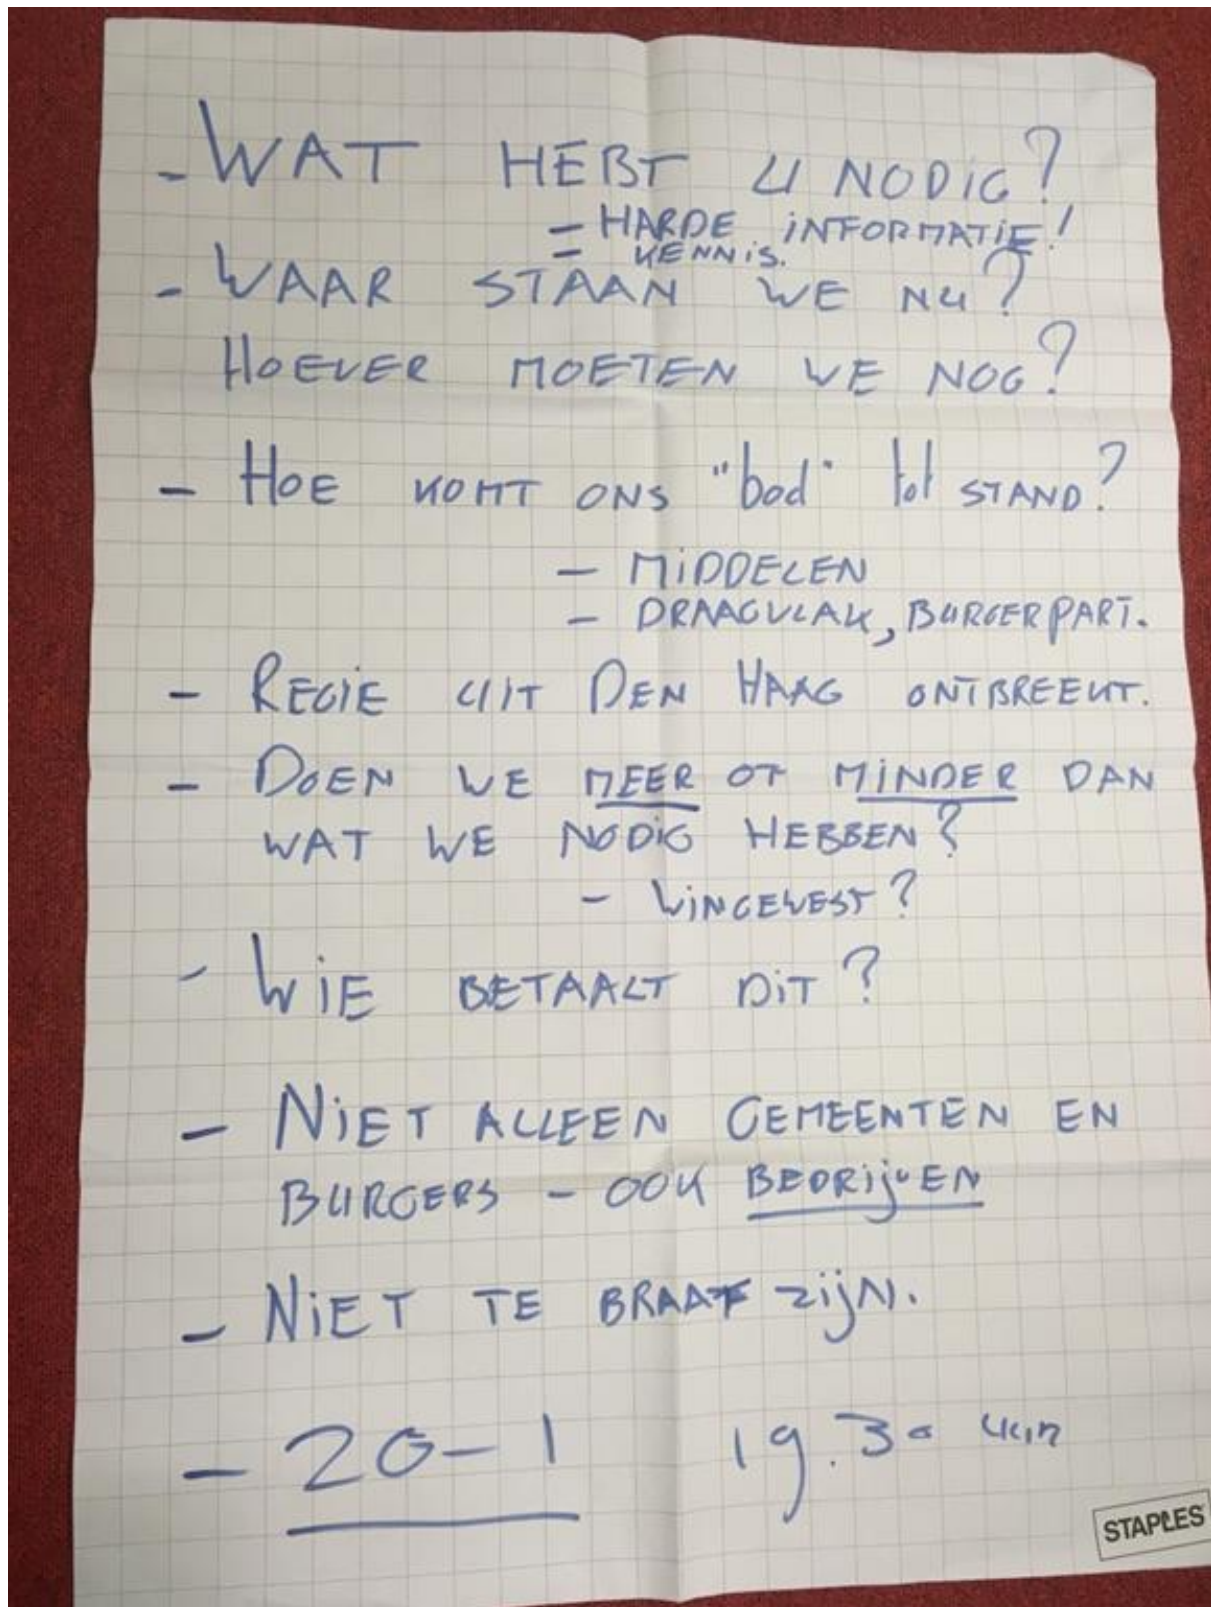 - WAT HEBT U NODIG?
- HARDE INFORMATIE!
- KENNIS.
- WAAR STAAN WE NU?
HOEVER MOETEN WE NOG?
- HOE KOMT ONS "bod" tot STAND?
- MIDDELEN
- DRAAGVLAK, BURGERPART.
- REGIE UIT DEN HAAG ONTBREEKT.
- DOEN WE MEER OF MINDER DAN
WAT WE NODIG HEBBEN?
- WINGEWEST?
- WIE BETAALT DIT?
- NIET ALLEEN GEMEENTEN EN
BURGERS - OOK BEDRIJVEN
- NIET TE BRAAF ZIJN.
- 20-1 19.30
STAPLES